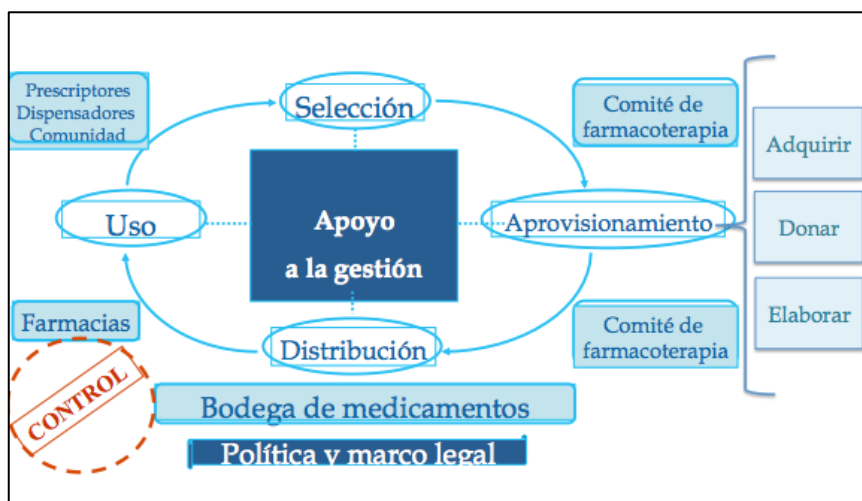 Prescriptores
Dispensadores
Comunidad
Selección
Comité de
farmacoterapia
Adquirir
Uso
Apoyo
a la gestión
Aprovisionamiento
Donar
Farmacias
Distribución
Comité de
farmacoterapia
Elaborar
CONTROL
Bodega de medicamentos
Política y marco legal